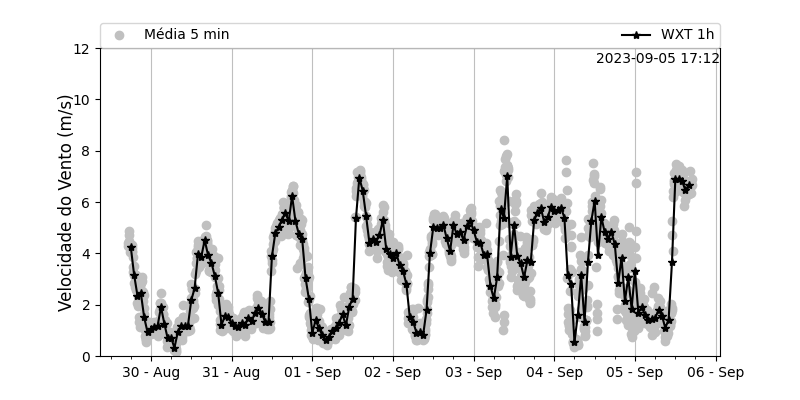 Média 5 min
WXT 1h
2023-09-05 17:12
Velocidade do Vento (m/s)
12
10
8
6
4
2
0
30 - Aug
31 - Aug
01 - Sep
02 - Sep
03 - Sep
04 - Sep
05 - Sep
06 - Sep